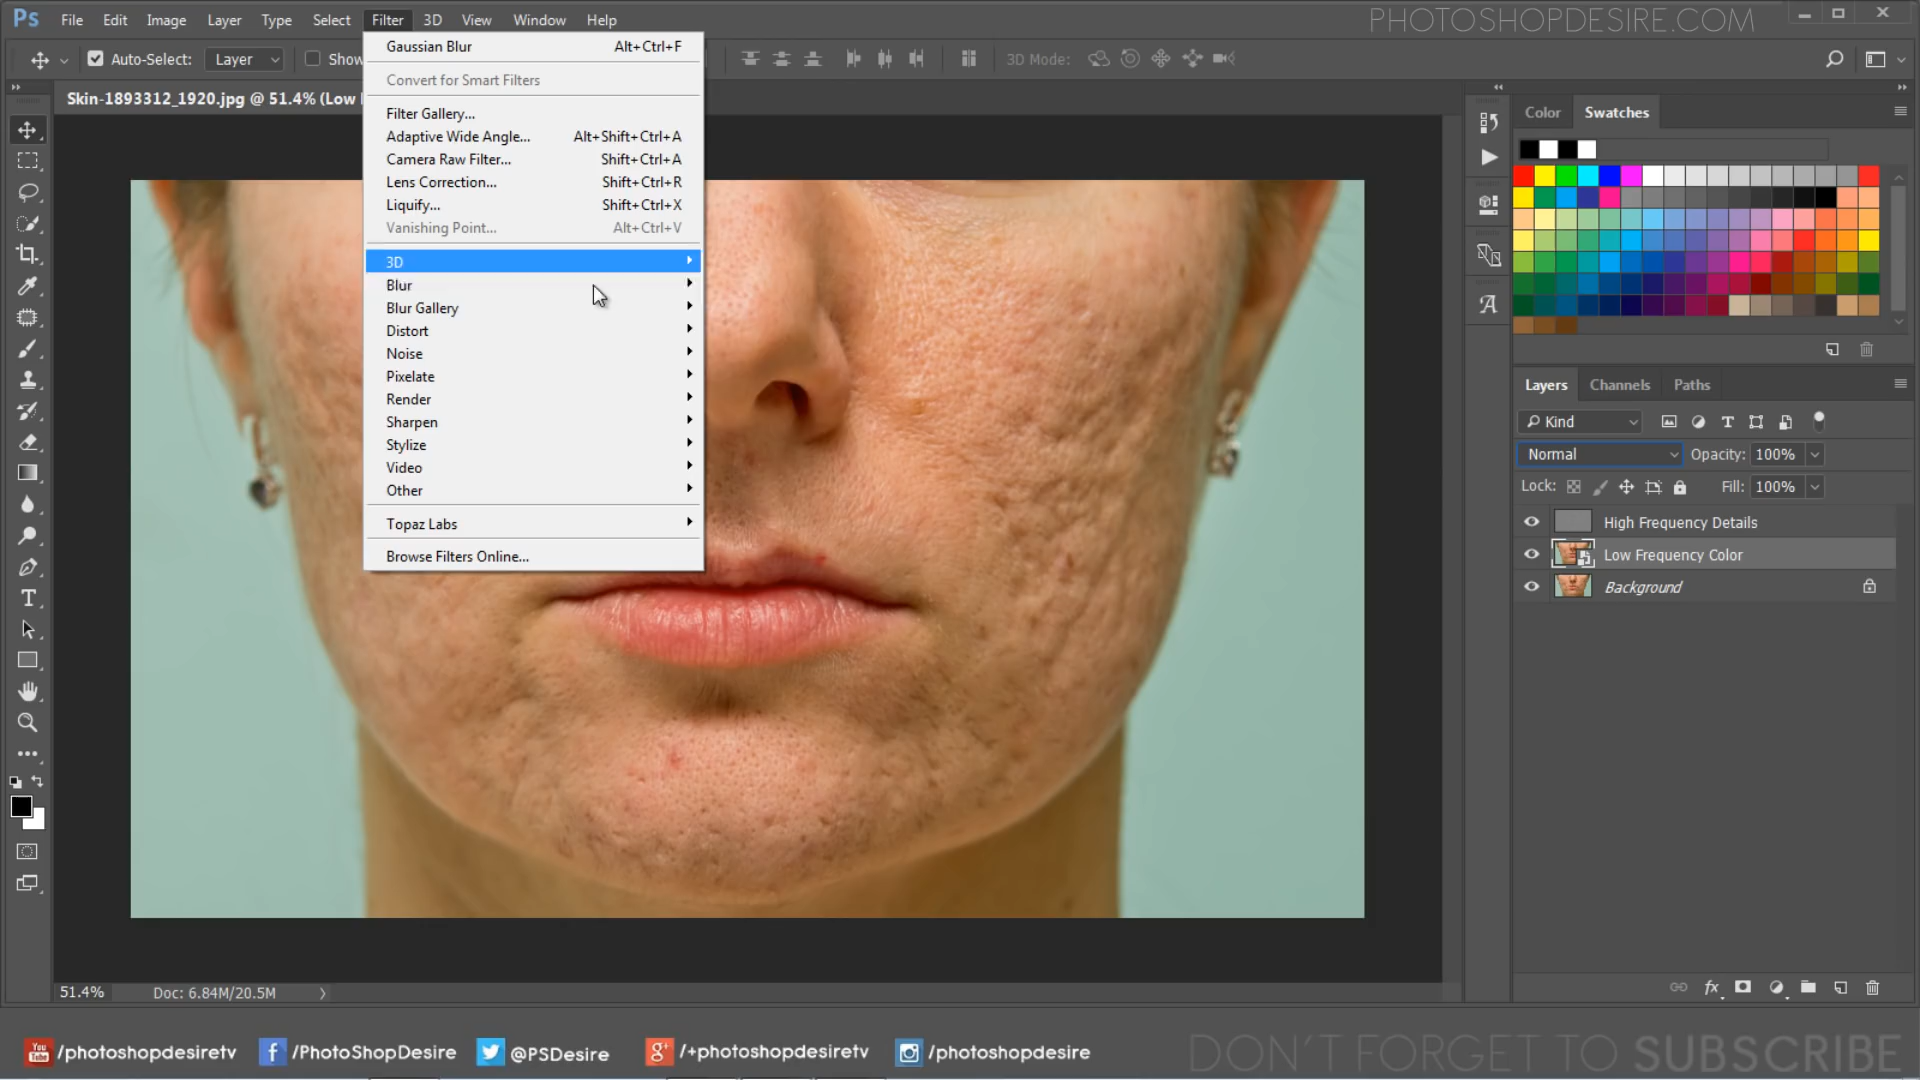 Ps File Edit Image Layer Type Select Filter 3D View Window Help
PHOTOSHOPDESIRE.COM
Auto-Select: Layer Show
3D Mode:
Skin-1893312_1920.jpg @ 51.4% (Low
Gaussian Blur Alt+Ctrl+F
Convert for Smart Filters
Filter Gallery...
Adaptive Wide Angle... Alt+Shift+Ctrl+A
Camera Raw Filter... Shift+Ctrl+A
Lens Correction... Shift+Ctrl+R
Liquify... Shift+Ctrl+X
Vanishing Point... Alt+Ctrl+V
3D
Blur
Blur Gallery
Distort
Noise
Pixelate
Render
Sharpen
Stylize
Video
Other
Topaz Labs
Browse Filters Online...
Color Swatches
Layers Channels Paths
Kind
Normal Opacity: 100%
Lock: Fill: 100%
High Frequency Details
Low Frequency Color
Background
fx
51.4% Doc: 6.84M/20.5M
You Tube /photoshopdesiretv f /PhotoShopDesire @PSDesire g+ /+photoshopdesiretv /photoshopdesire
DON'T FORGET TO SUBSCRIBE